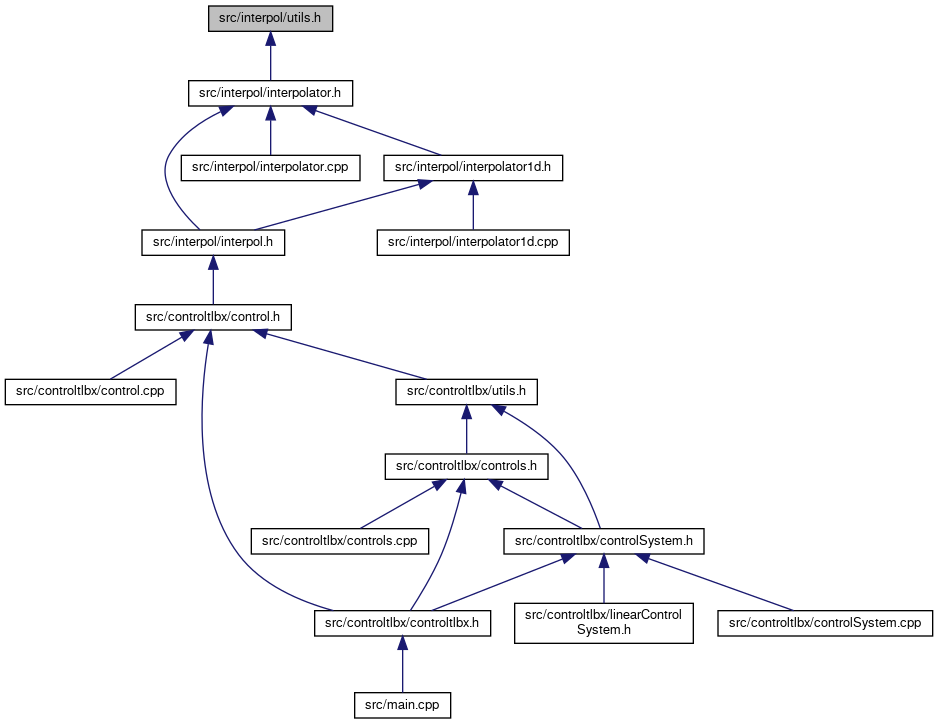 src/interpol/utils.h
src/interpol/interpolator.h
src/interpol/interpolator.cpp
src/interpol/interpolator1d.h
src/interpol/interpol.h
src/interpol/interpolator1d.cpp
src/controltlbx/control.h
src/controltlbx/control.cpp
src/controltlbx/utils.h
src/controltlbx/controls.h
src/controltlbx/controls.cpp
src/controltlbx/controlSystem.h
src/controltlbx/controltlbx.h
src/controltlbx/linearControl
System.h
src/controltlbx/controlSystem.cpp
src/main.cpp